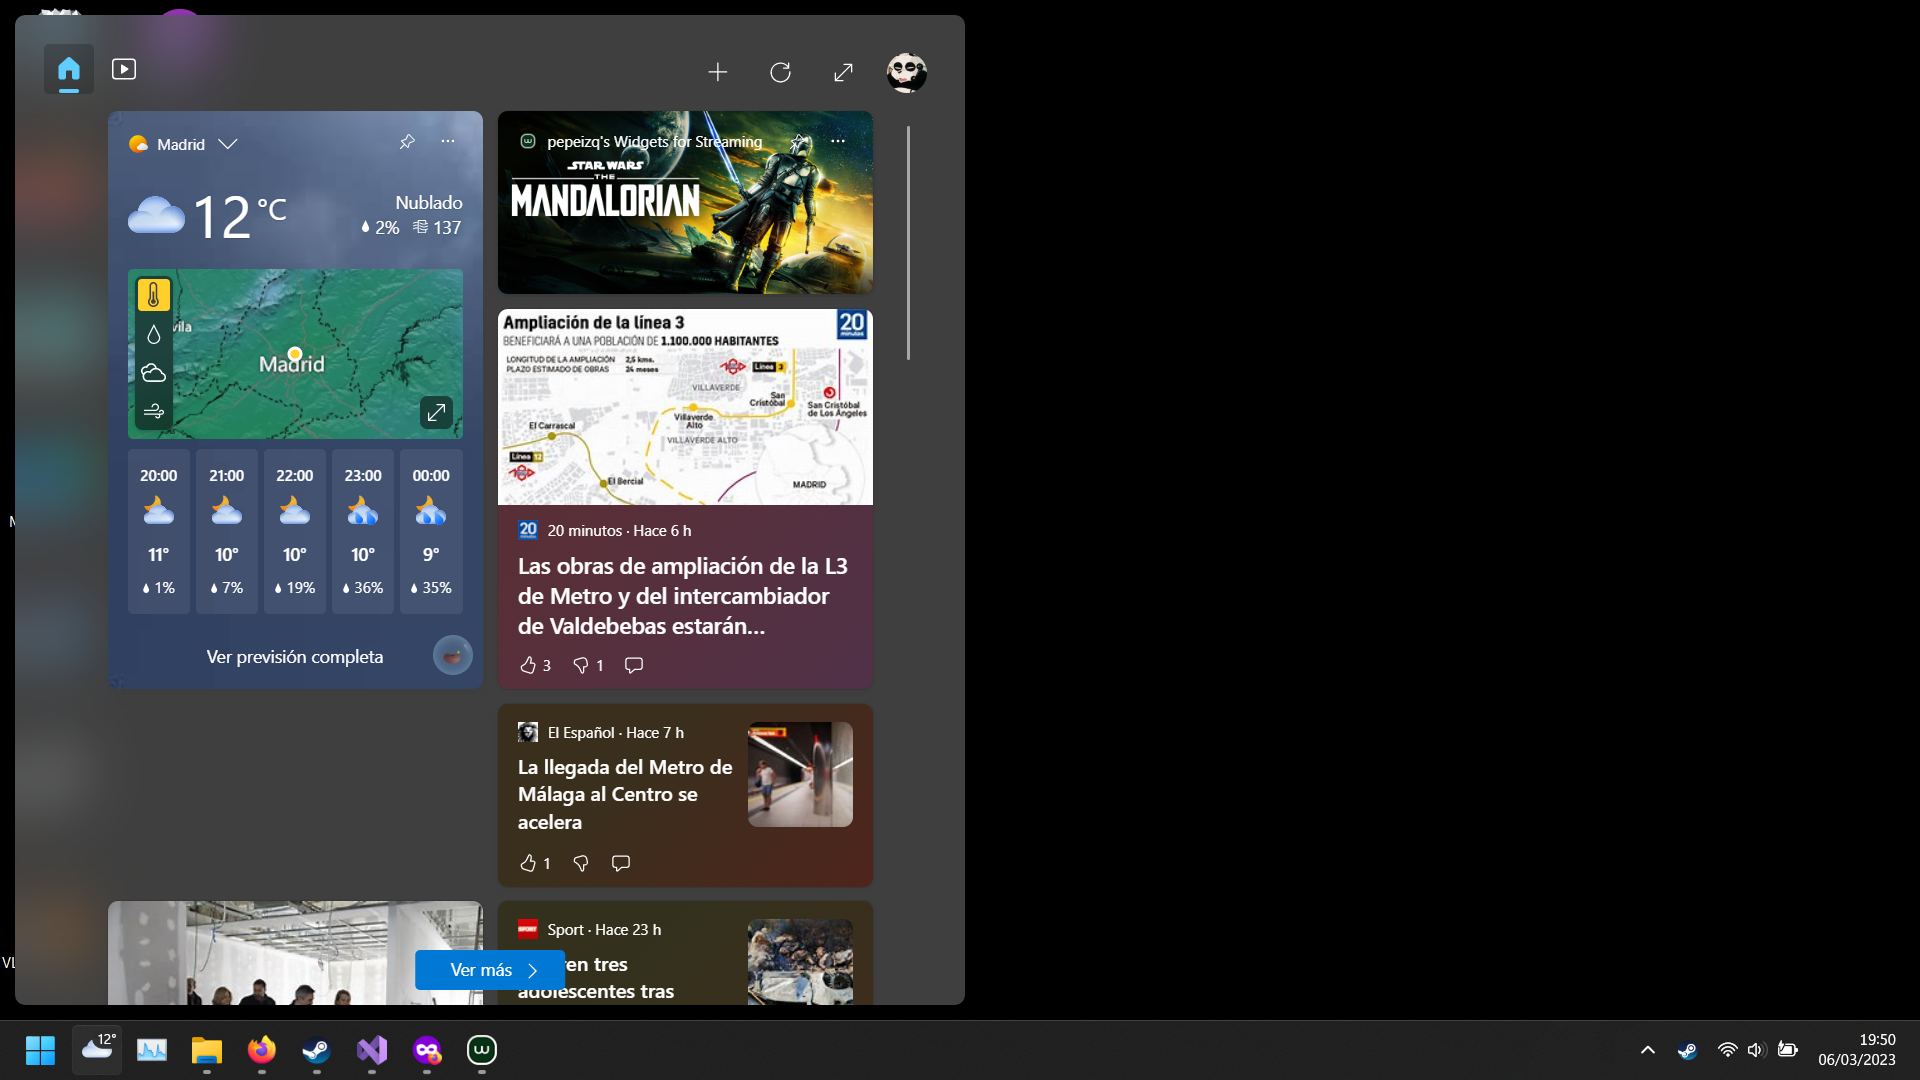 Madrid
12 °C
Nublado
2% 137
Madrid
20:00 21:00 22:00 23:00 00:00
11° 10° 10° 10° 9°
1% 7% 19% 36% 35%
Ver previsión completa
pepeizq's Widgets for Streaming
STAR WARS
THE
MANDALORIAN
Ampliación de la línea 3
20
minutos
BENEFICIARÁ A UNA POBLACIÓN DE 1.100.000 HABITANTES
LONGITUD DE LA AMPLIACIÓN 2,5 kms.
PLAZO ESTIMADO DE OBRAS 24 meses
Línea 3
VILLAVERDE
San Cristóbal
San Cristóbal de Los Ángeles
Villaverde Alto
El Carrascal
VILLAVERDE ALTO
Línea 12
El Bercial
MADRID
20 minutos · Hace 6 h
Las obras de ampliación de la L3
de Metro y del intercambiador
de Valdebebas estarán...
3 1
El Español · Hace 7 h
La llegada del Metro de
Málaga al Centro se
acelera
1
SPORT
Sport · Hace 23 h
ren tres
adolescentes tras
Ver más
12°
19:50
06/03/2023